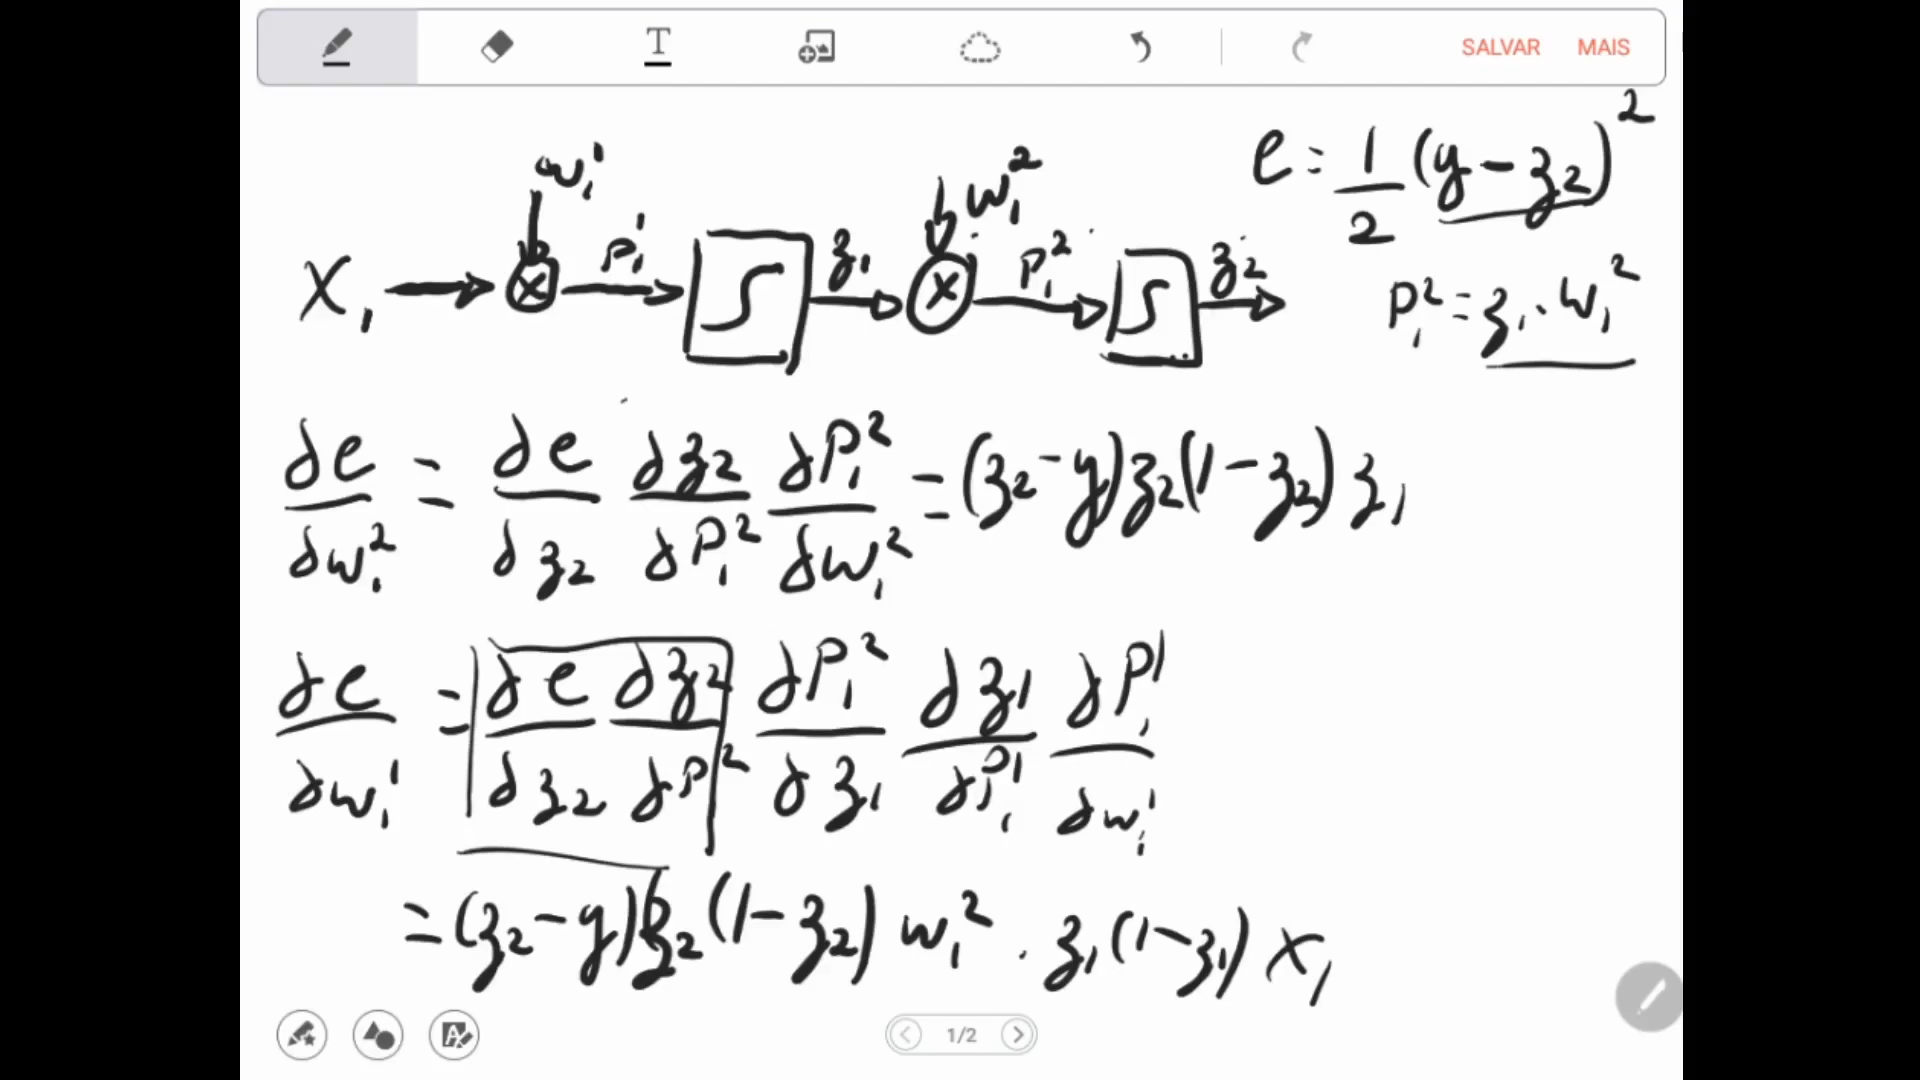 T SALVAR MAIS
w₁¹ w₁² e = 1/2 (y − z₂)²
x₁ → ⊗ p₁¹ → ∫ z₁ → ⊗ p₁² → ∫ z₂ → p₁² = z₁ · w₁²
∂e/∂w₁² = ∂e/∂z₂ ∂z₂/∂p₁² ∂p₁²/∂w₁² = (z₂ − y) z₂ (1 − z₂) z₁
∂e/∂w₁¹ = ∂e/∂z₂ ∂z₂/∂p² ∂p₁²/∂z₁ ∂z₁/∂p₁¹ ∂p₁¹/∂w₁¹
= (z₂ − y) z₂ (1 − z₂) w₁² · z₁ (1 − z₁) x₁
1/2